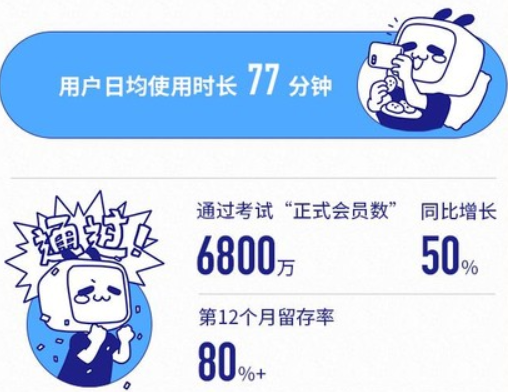 用户日均使用时长 77 分钟
通过!
通过考试“正式会员数” 同比增长
6800万 50%
第12个月留存率
80%+